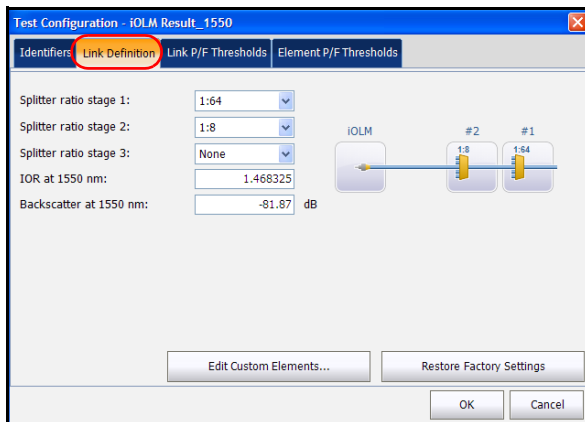 Test Configuration - iOLM Result_1550
Identifiers Link Definition Link P/F Thresholds Element P/F Thresholds
Splitter ratio stage 1: 1:64
Splitter ratio stage 2: 1:8
Splitter ratio stage 3: None
IOR at 1550 nm: 1.468325
Backscatter at 1550 nm: -81.87 dB
iOLM #2 #1
1:8 1:64
Edit Custom Elements... Restore Factory Settings
OK Cancel